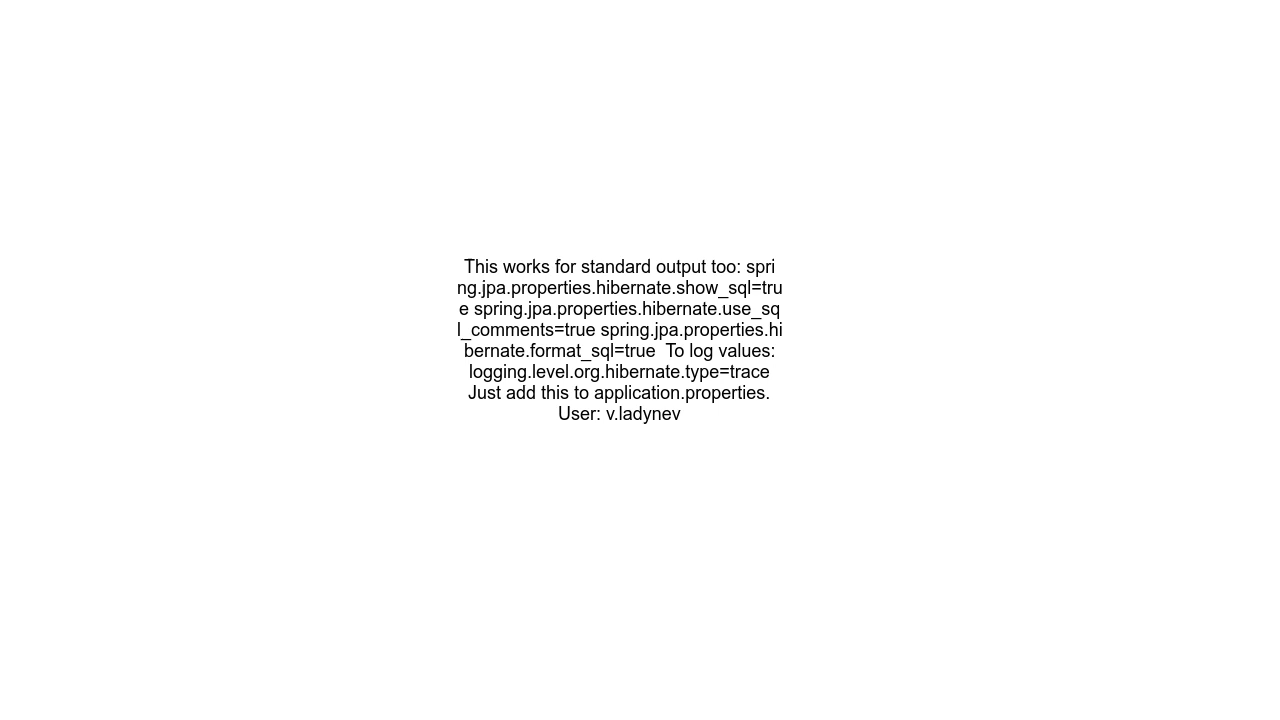 This works for standard output too: spri
ng.jpa.properties.hibernate.show_sql=tru
e spring.jpa.properties.hibernate.use_sq
l_comments=true spring.jpa.properties.hi
bernate.format_sql=true  To log values:
logging.level.org.hibernate.type=trace
Just add this to application.properties.
User: v.ladynev